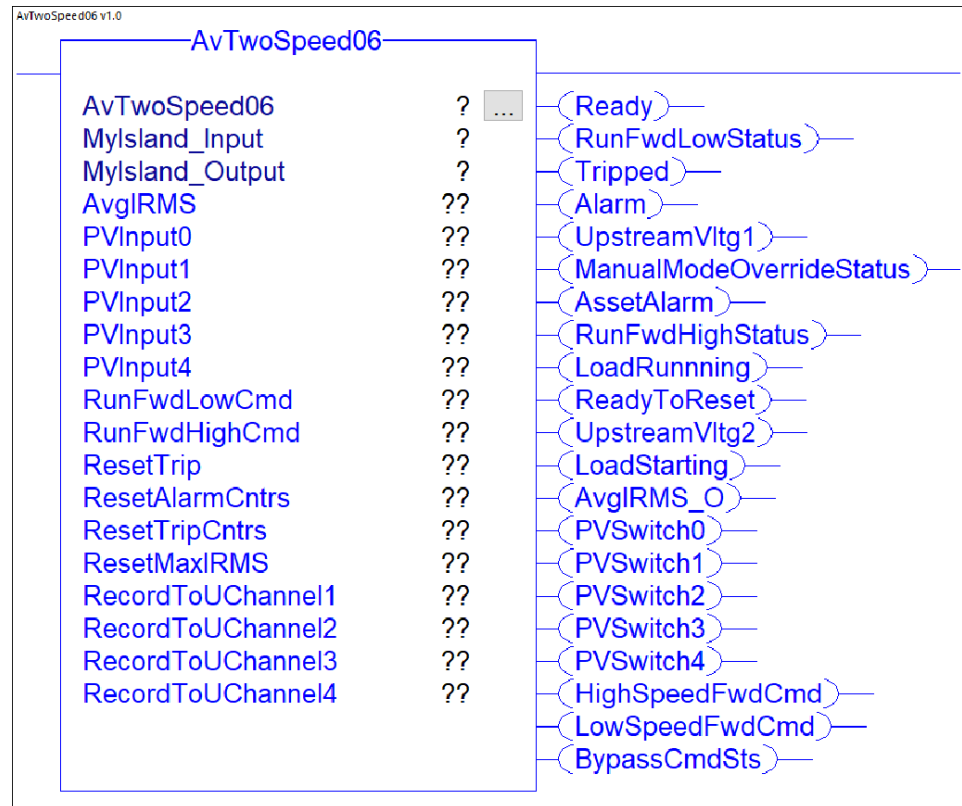 AvTwoSpeed06 v1.0
AvTwoSpeed06
AvTwoSpeed06 ? ... Ready
MyIsland_Input ? RunFwdLowStatus
MyIsland_Output ? Tripped
AvgIRMS ?? Alarm
PVInput0 ?? UpstreamVltg1
PVInput1 ?? ManualModeOverrideStatus
PVInput2 ?? AssetAlarm
PVInput3 ?? RunFwdHighStatus
PVInput4 ?? LoadRunnning
RunFwdLowCmd ?? ReadyToReset
RunFwdHighCmd ?? UpstreamVltg2
ResetTrip ?? LoadStarting
ResetAlarmCntrs ?? AvgIRMS_O
ResetTripCntrs ?? PVSwitch0
ResetMaxIRMS ?? PVSwitch1
RecordToUChannel1 ?? PVSwitch2
RecordToUChannel2 ?? PVSwitch3
RecordToUChannel3 ?? PVSwitch4
RecordToUChannel4 ?? HighSpeedFwdCmd
LowSpeedFwdCmd
BypassCmdSts